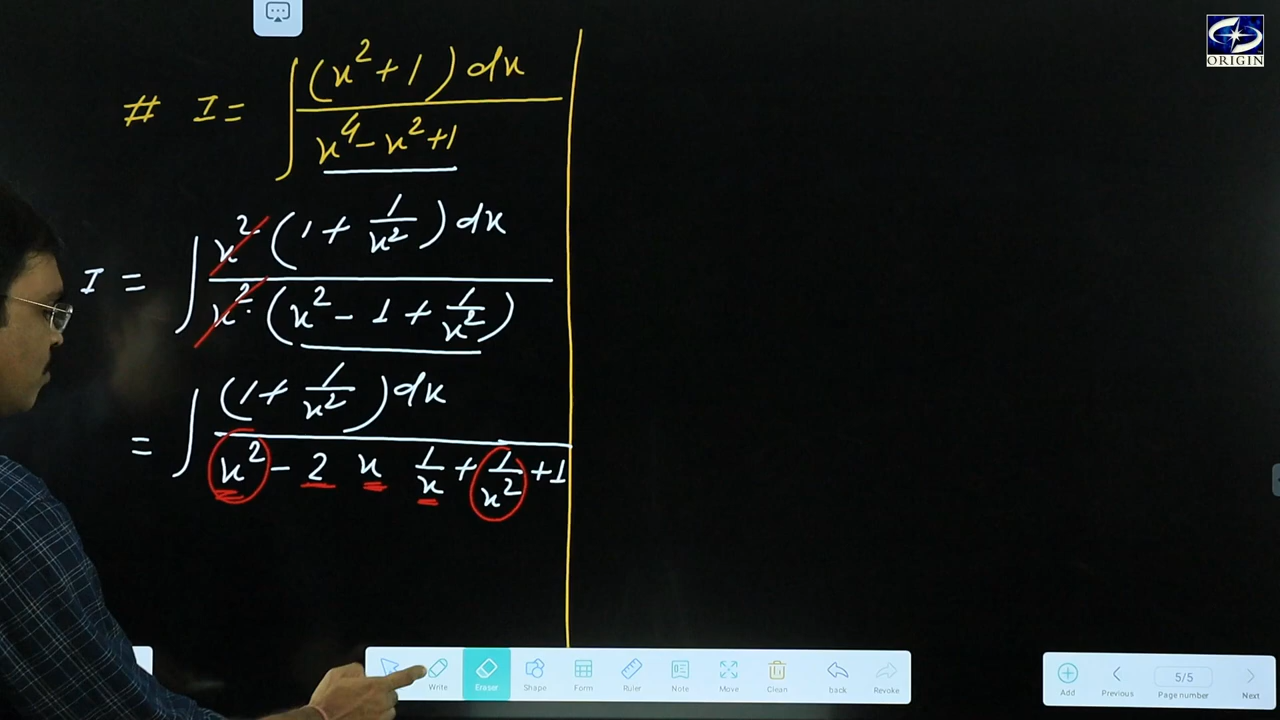 ORIGIN
# I = ∫ (x² + 1) dx / x⁴ - x² + 1
I = ∫ x² (1 + 1/x²) dx / x² · (x² - 1 + 1/x²)
= ∫ (1 + 1/x²) dx / x² - 2 x 1/x + 1/x² + 1
Write Eraser Shape Form Ruler Note Move Clean back Revoke
Add Previous 5/5 Page number Next